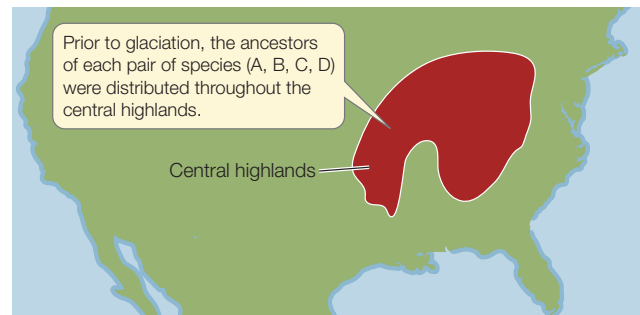 Prior to glaciation, the ancestors
of each pair of species (A, B, C, D)
were distributed throughout the
central highlands.
Central highlands